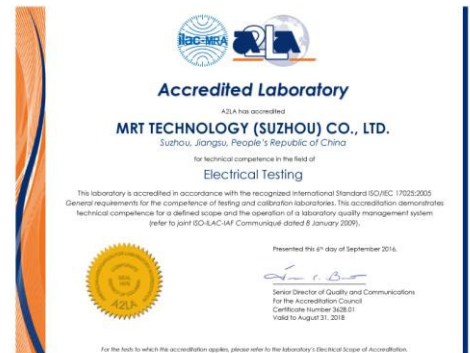 ilac-MRA
A2LA
Accredited Laboratory
A2LA has accredited
MRT TECHNOLOGY (SUZHOU) CO., LTD.
Suzhou, Jiangsu, People's Republic of China
for technical competence in the field of
Electrical Testing
This laboratory is accredited in accordance with the recognized International Standard ISO/IEC 17025:2005
General requirements for the competence of testing and calibration laboratories. This accreditation demonstrates
technical competence for a defined scope and the operation of a laboratory quality management system
(refer to joint ISO-ILAC-IAF Communiqué dated 8 January 2009).
Presented this 6th day of September 2016.
Senior Director of Quality and Communications
For the Accreditation Council
Certificate Number 3628.01
Valid to August 31, 2018
CORPORATE
SEAL
1978
A2LA
For the tests to which this accreditation applies, please refer to the laboratory's Electrical Scope of Accreditation.